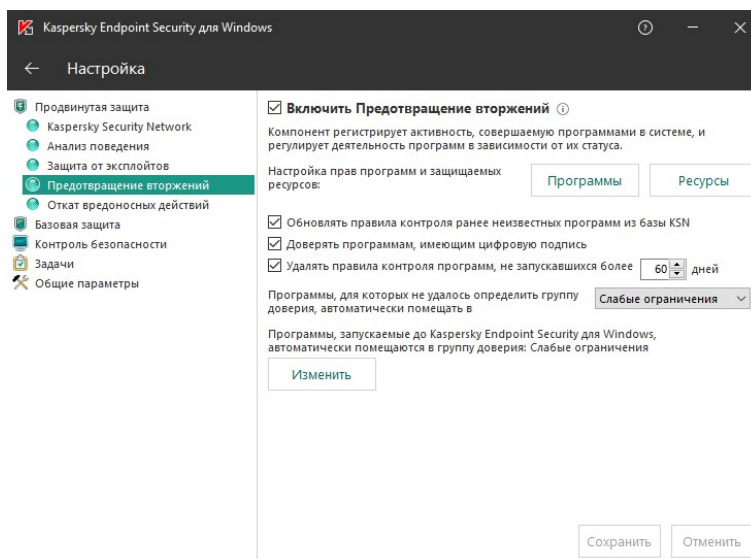 Kaspersky Endpoint Security для Windows
Настройка
Продвинутая защита
Kaspersky Security Network
Анализ поведения
Защита от эксплойтов
Предотвращение вторжений
Откат вредоносных действий
Базовая защита
Контроль безопасности
Задачи
Общие параметры
Включить Предотвращение вторжений
Компонент регистрирует активность, совершаемую программами в системе, и
регулирует деятельность программ в зависимости от их статуса.
Настройка прав программ и защищаемых
ресурсов:
Программы
Ресурсы
Обновлять правила контроля ранее неизвестных программ из базы KSN
Доверять программам, имеющим цифровую подпись
Удалять правила контроля программ, не запускавшихся более 60 дней
Программы, для которых не удалось определить группу
доверия, автоматически помещать в
Слабые ограничения
Программы, запускаемые до Kaspersky Endpoint Security для Windows,
автоматически помещаются в группу доверия: Слабые ограничения
Изменить
Сохранить
Отменить